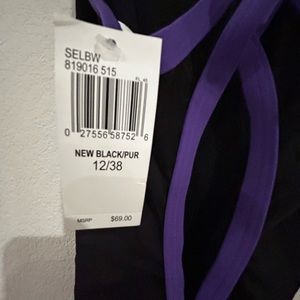 SELBW
819016 515
0 27556 58752 6
NEW BLACK/PUR
12/38
MSRP $69.00